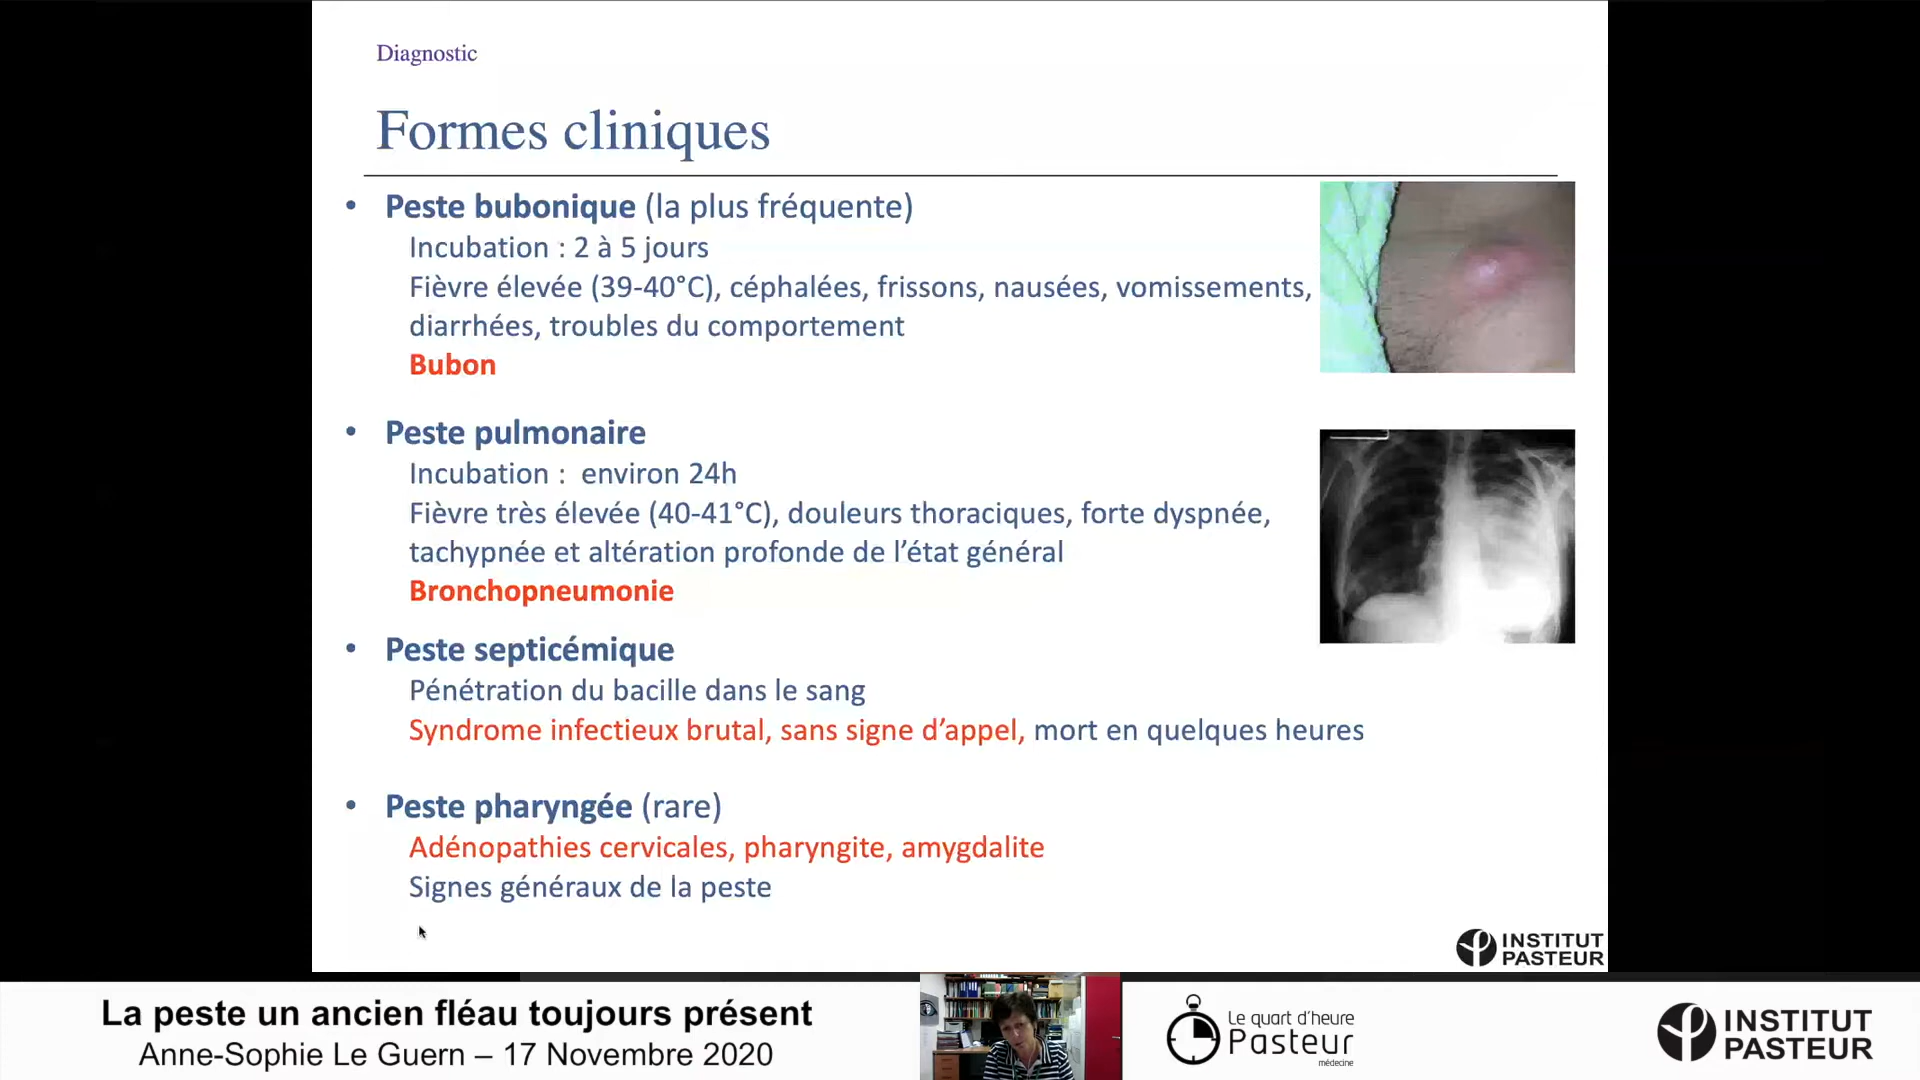 Diagnostic
Formes cliniques
• Peste bubonique (la plus fréquente)
Incubation : 2 à 5 jours
Fièvre élevée (39-40°C), céphalées, frissons, nausées, vomissements,
diarrhées, troubles du comportement
Bubon
• Peste pulmonaire
Incubation : environ 24h
Fièvre très élevée (40-41°C), douleurs thoraciques, forte dyspnée,
tachypnée et altération profonde de l’état général
Bronchopneumonie
• Peste septicémique
Pénétration du bacille dans le sang
Syndrome infectieux brutal, sans signe d’appel, mort en quelques heures
• Peste pharyngée (rare)
Adénopathies cervicales, pharyngite, amygdalite
Signes généraux de la peste
INSTITUT
PASTEUR
La peste un ancien fléau toujours présent
Anne-Sophie Le Guern – 17 Novembre 2020
Le quart d’heure
Pasteur
médecine
INSTITUT
PASTEUR